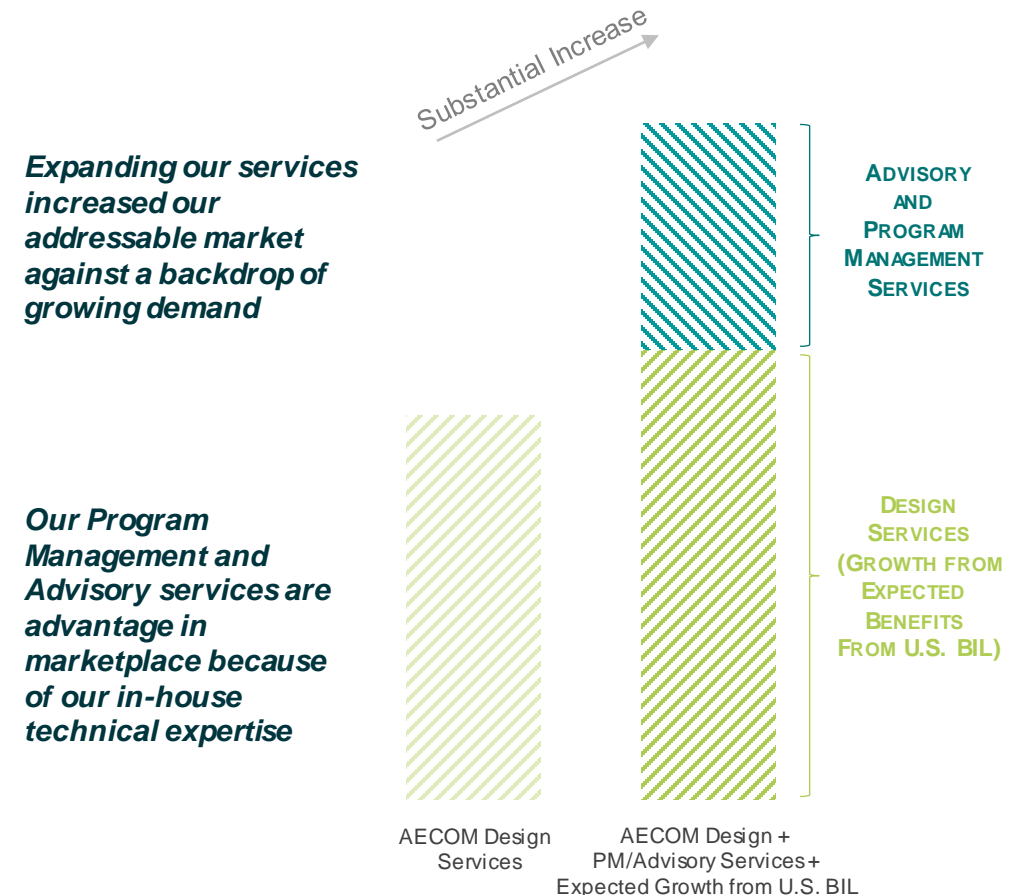 Substantial Increase
Expanding our services
increased our
addressable market
against a backdrop of
growing demand
ADVISORY
AND
PROGRAM
MANAGEMENT
SERVICES
Our Program
Management and
Advisory services are
advantage in
marketplace because
of our in-house
technical expertise
DESIGN
SERVICES
(GROWTH FROM
EXPECTED
BENEFITS
FROM U.S. BIL)
AECOM Design
Services
AECOM Design +
PM/Advisory Services +
Expected Growth from U.S. BIL